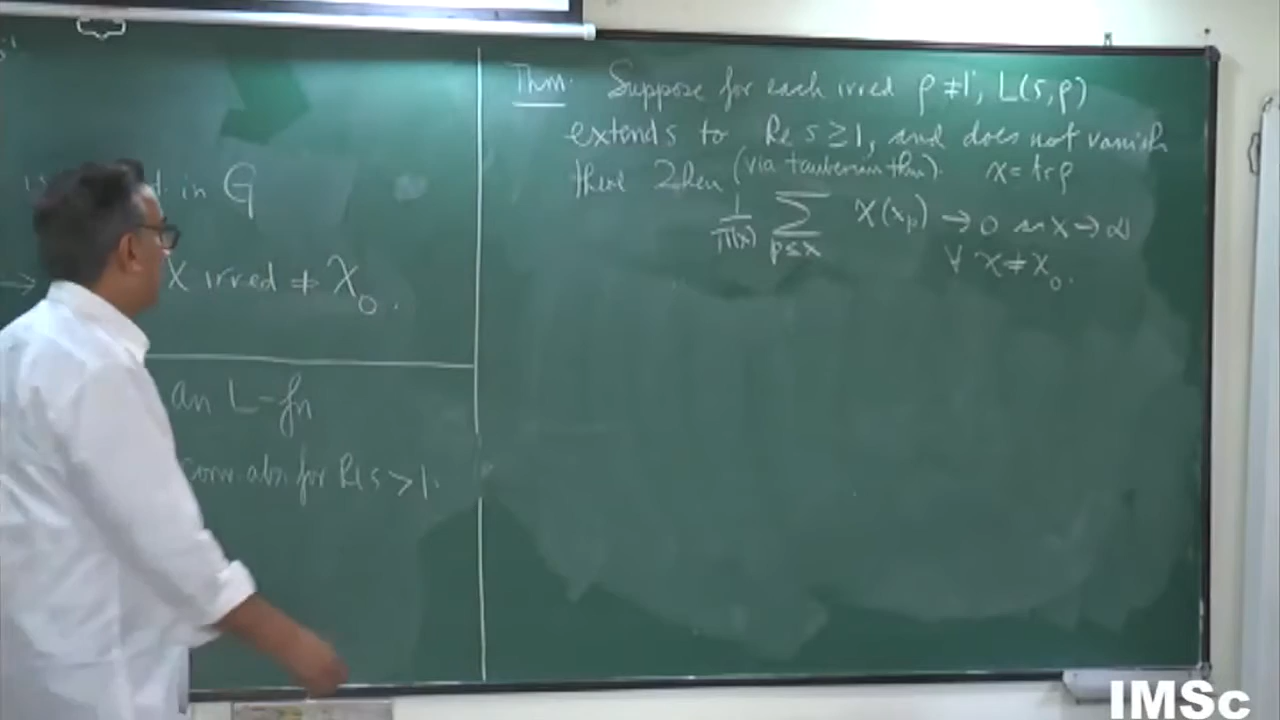 in G
χ irred ≠ χ₀.
an L-fn
conv. abs. for Re s > 1.
Thm. Suppose for each irred ρ ≠ 1, L(s,ρ)
extends to Re s ≥ 1, and does not vanish
there Then (via tauberian thm). χ = tr ρ
1/π(x) ∑_{p≤x} χ(x_p) → 0 as x → ∞
∀ χ ≠ χ₀.
IMSc